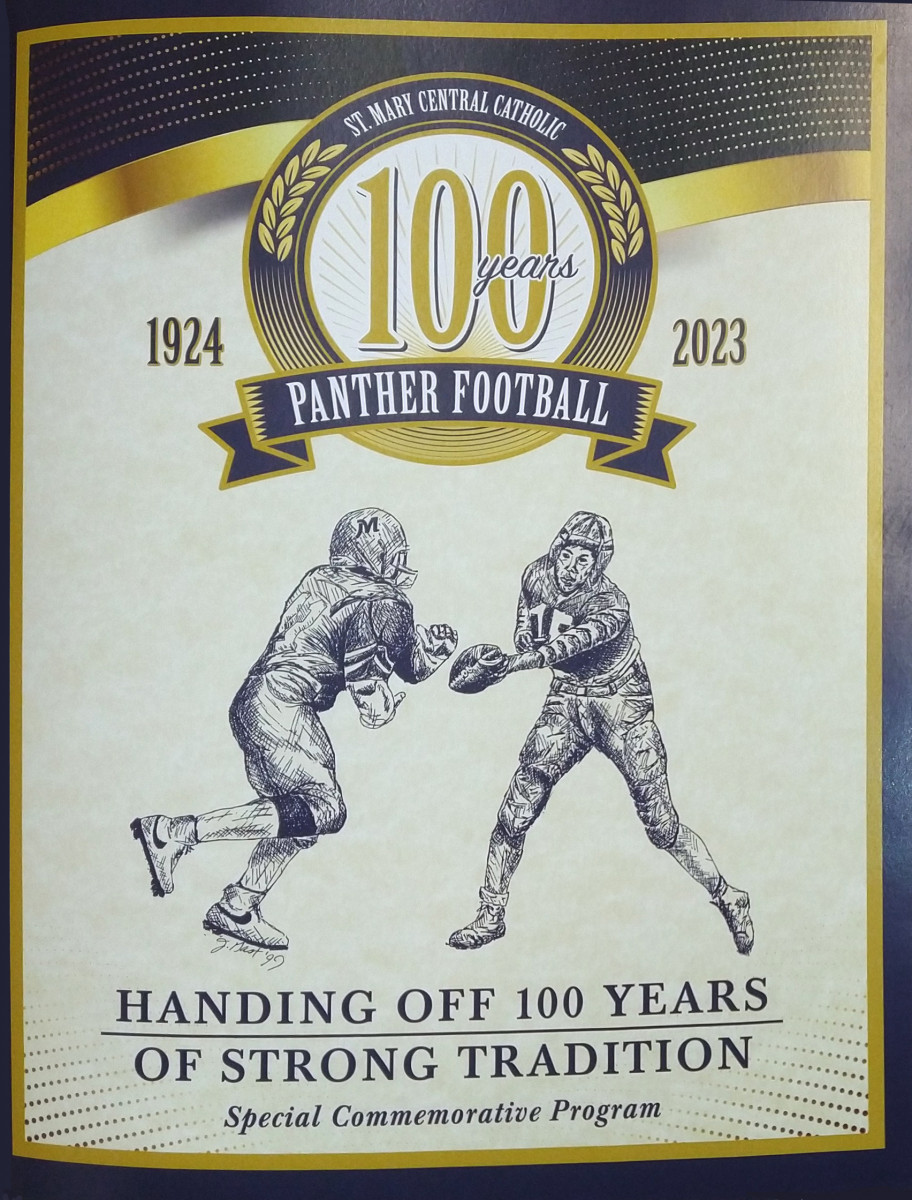 ST. MARY CENTRAL CATHOLIC
100
years
1924
2023
PANTHER FOOTBALL
M
HANDING OFF 100 YEARS
OF STRONG TRADITION
Special Commemorative Program